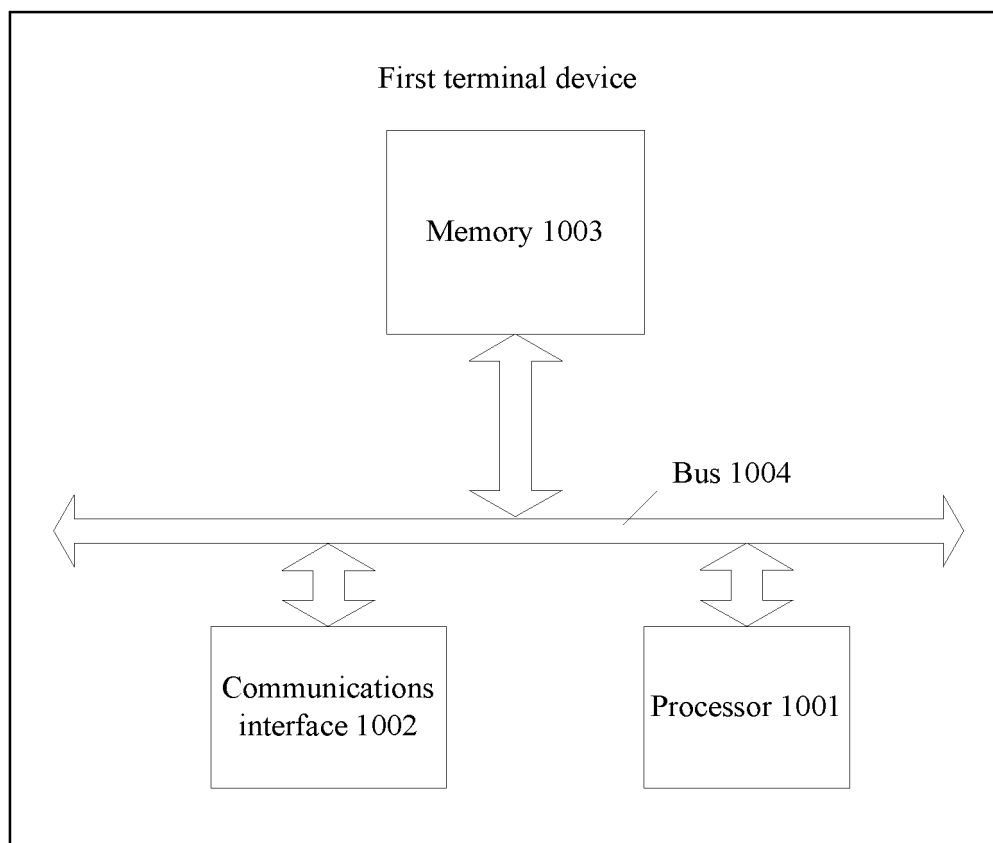 First terminal device
Memory 1003
Bus 1004
Communications
interface 1002
Processor 1001